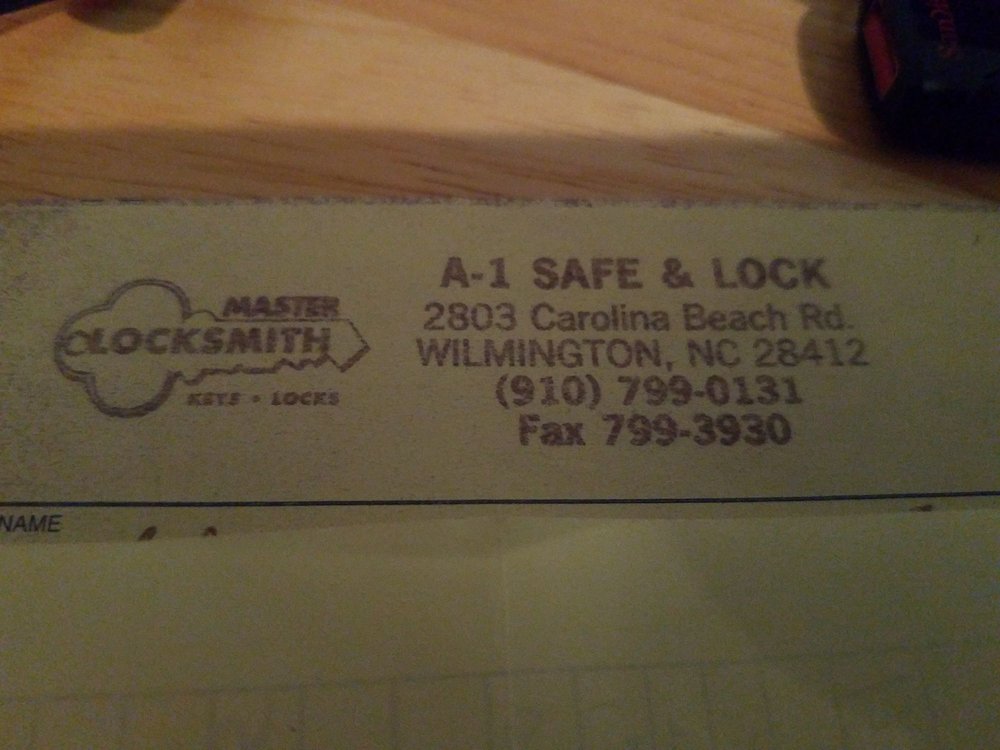 MASTER
LOCKSMITH
KEYS • LOCKS
A-1 SAFE & LOCK
2803 Carolina Beach Rd.
WILMINGTON, NC 28412
(910) 799-0131
Fax 799-3930
NAME